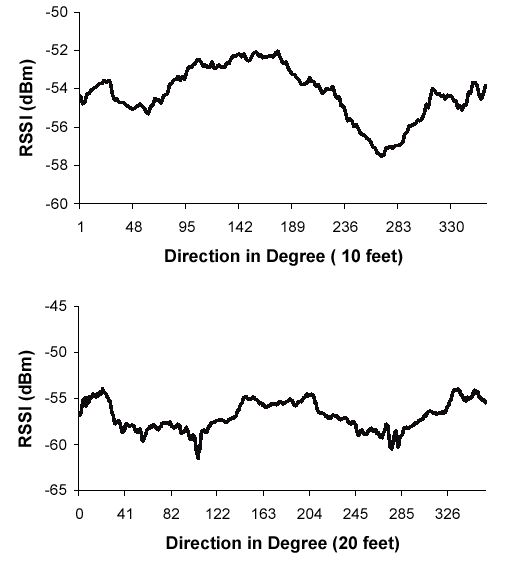 -50
-52
-54
-56
-58
-60
RSSI (dBm)
1 48 95 142 189 236 283 330
Direction in Degree ( 10 feet)
-45
-50
-55
-60
-65
RSSI (dBm)
0 41 82 122 163 204 245 285 326
Direction in Degree (20 feet)